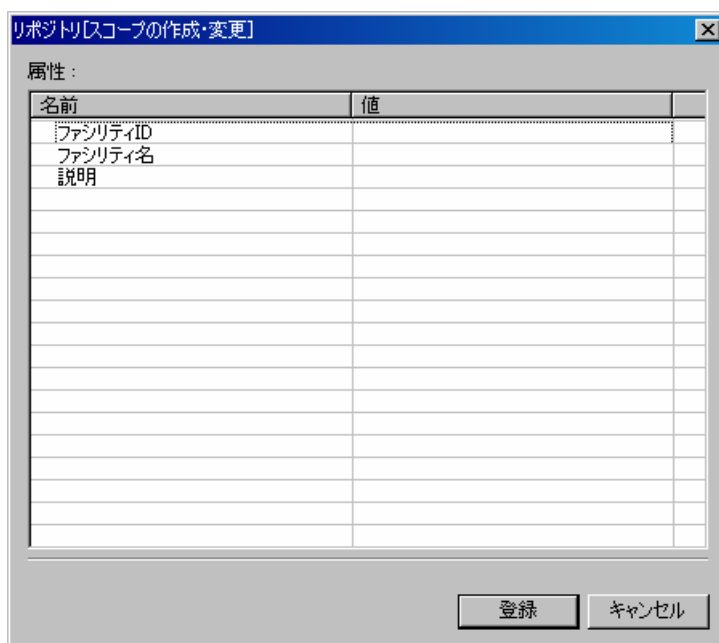 リポジトリ[スコープの作成・変更]
属性：
名前 値
ファシリティID
ファシリティ名
説明
登録 キャンセル